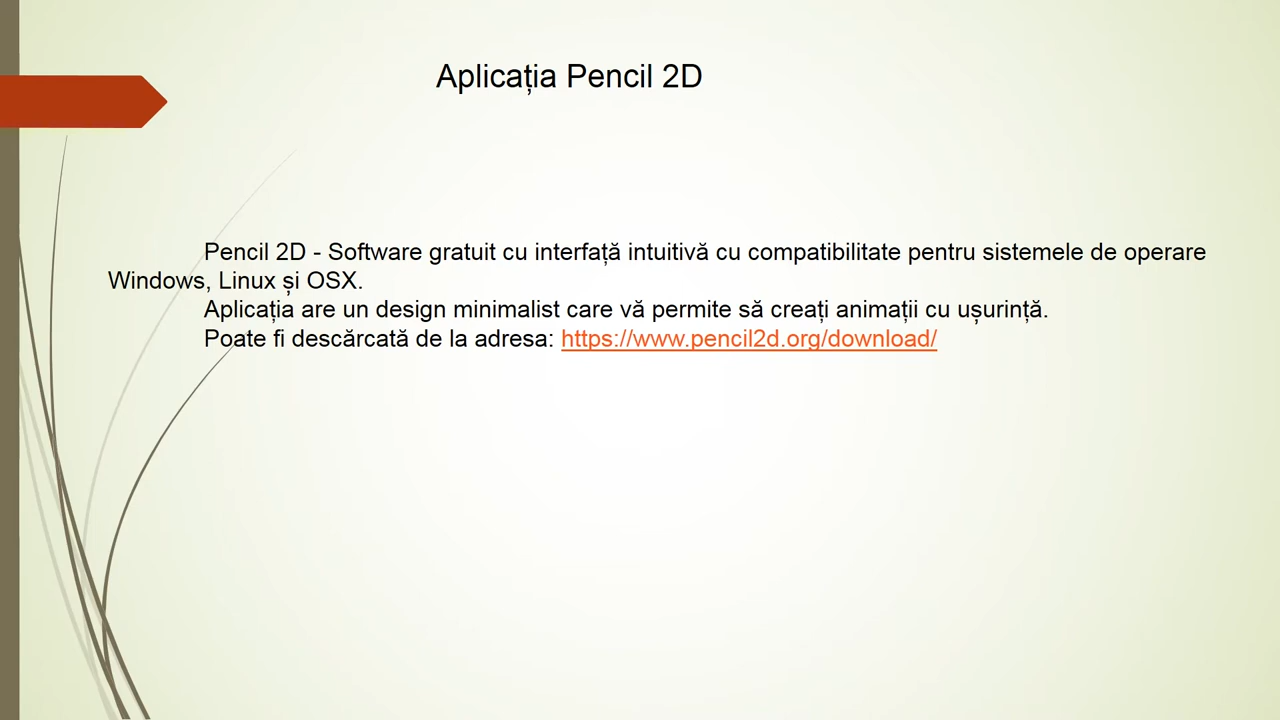 Aplicația Pencil 2D
Pencil 2D - Software gratuit cu interfață intuitivă cu compatibilitate pentru sistemele de operare
Windows, Linux și OSX.
Aplicația are un design minimalist care vă permite să creați animații cu ușurință.
Poate fi descărcată de la adresa: https://www.pencil2d.org/download/